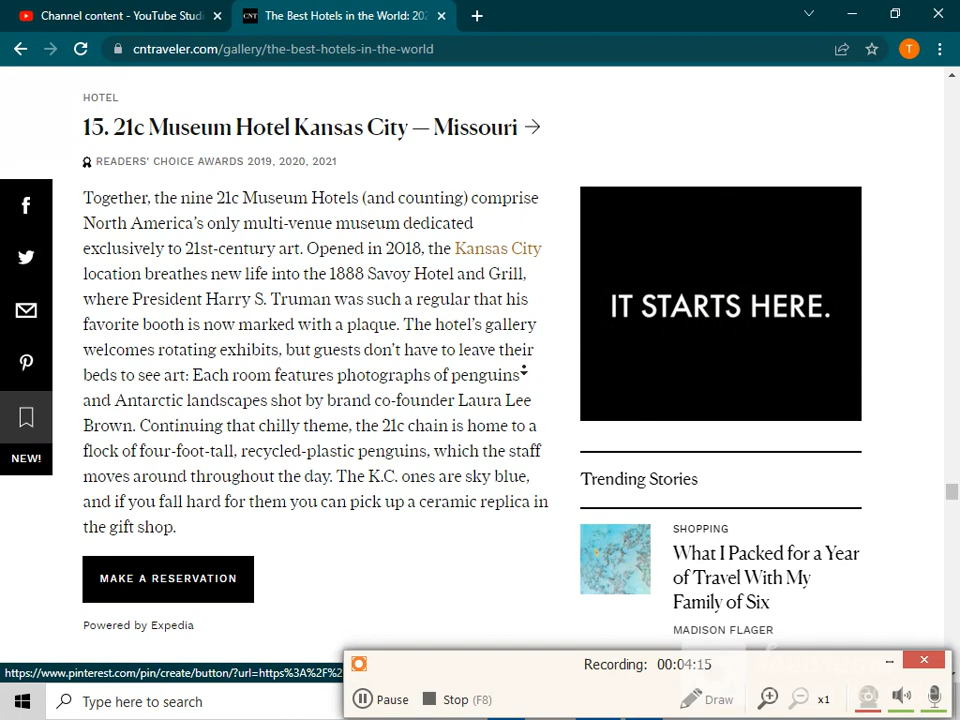 Channel content - YouTube Studi
CNT
The Best Hotels in the World: 202
cntraveler.com/gallery/the-best-hotels-in-the-world
T
HOTEL
15. 21c Museum Hotel Kansas City — Missouri →
READERS' CHOICE AWARDS 2019, 2020, 2021
Together, the nine 21c Museum Hotels (and counting) comprise
North America’s only multi-venue museum dedicated
exclusively to 21st-century art. Opened in 2018, the Kansas City
location breathes new life into the 1888 Savoy Hotel and Grill,
where President Harry S. Truman was such a regular that his
favorite booth is now marked with a plaque. The hotel’s gallery
welcomes rotating exhibits, but guests don’t have to leave their
beds to see art: Each room features photographs of penguins
and Antarctic landscapes shot by brand co-founder Laura Lee
Brown. Continuing that chilly theme, the 21c chain is home to a
flock of four-foot-tall, recycled-plastic penguins, which the staff
moves around throughout the day. The K.C. ones are sky blue,
and if you fall hard for them you can pick up a ceramic replica in
the gift shop.
MAKE A RESERVATION
Powered by Expedia
NEW!
IT STARTS HERE.
Trending Stories
SHOPPING
What I Packed for a Year
of Travel With My
Family of Six
MADISON FLAGER
https://www.pinterest.com/pin/create/button/?url=https%3A%2F%2
Recording: 00:04:15
Pause
Stop (F8)
Draw
x1
Type here to search